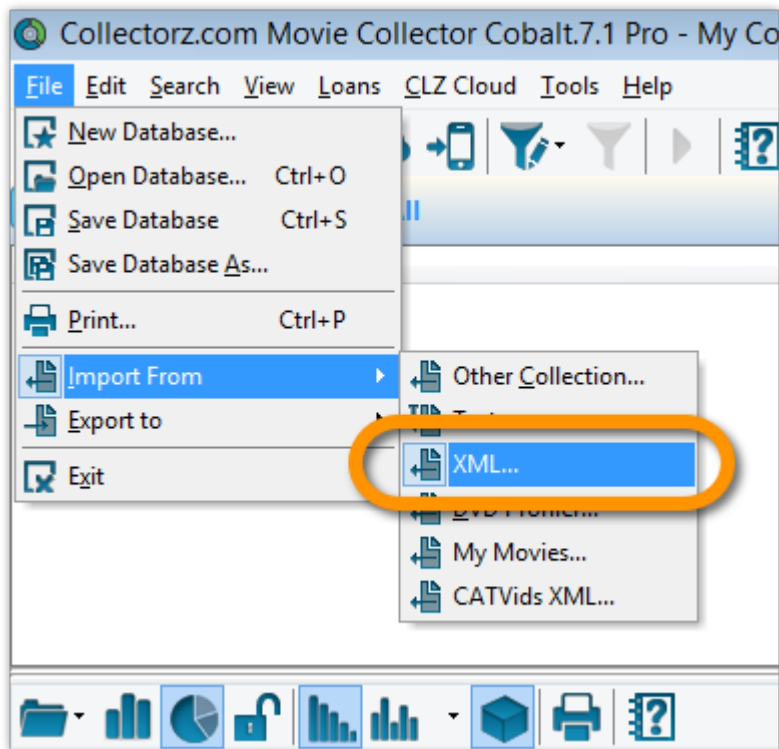 Collectorz.com Movie Collector Cobalt.7.1 Pro - My Co
File Edit Search View Loans CLZ Cloud Tools Help
New Database...
Open Database... Ctrl+O
Save Database Ctrl+S
Save Database As...
Print... Ctrl+P
Import From
Export to
Exit
Other Collection...
XML...
DVD Profiler...
My Movies...
CATVids XML...